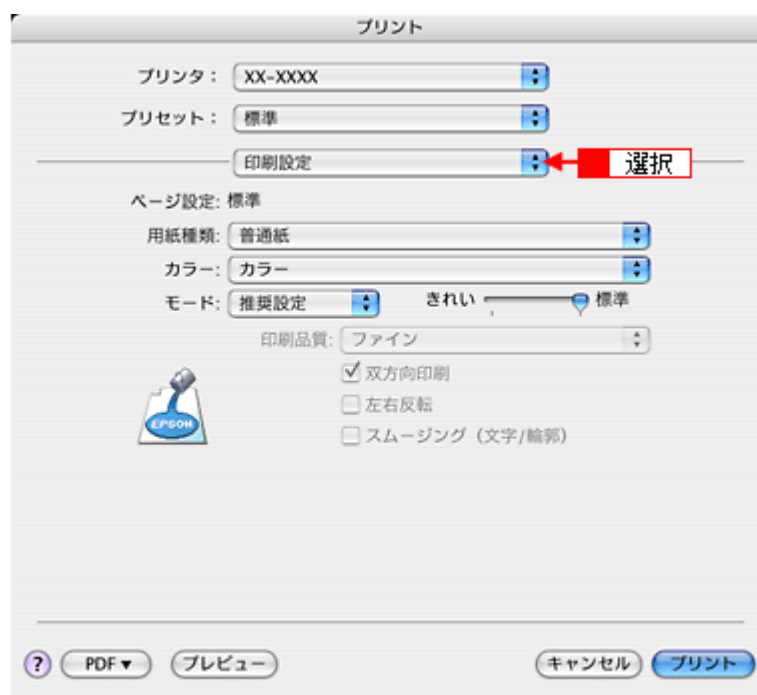 プリント
プリンタ： XX-XXXX
プリセット： 標準
印刷設定 選択
ページ設定: 標準
用紙種類: 普通紙
カラー: カラー
モード: 推奨設定 きれい 標準
印刷品質: ファイン
双方向印刷
左右反転
EPSON
スムージング（文字/輪郭）
? PDF▼ プレビュー キャンセル プリント